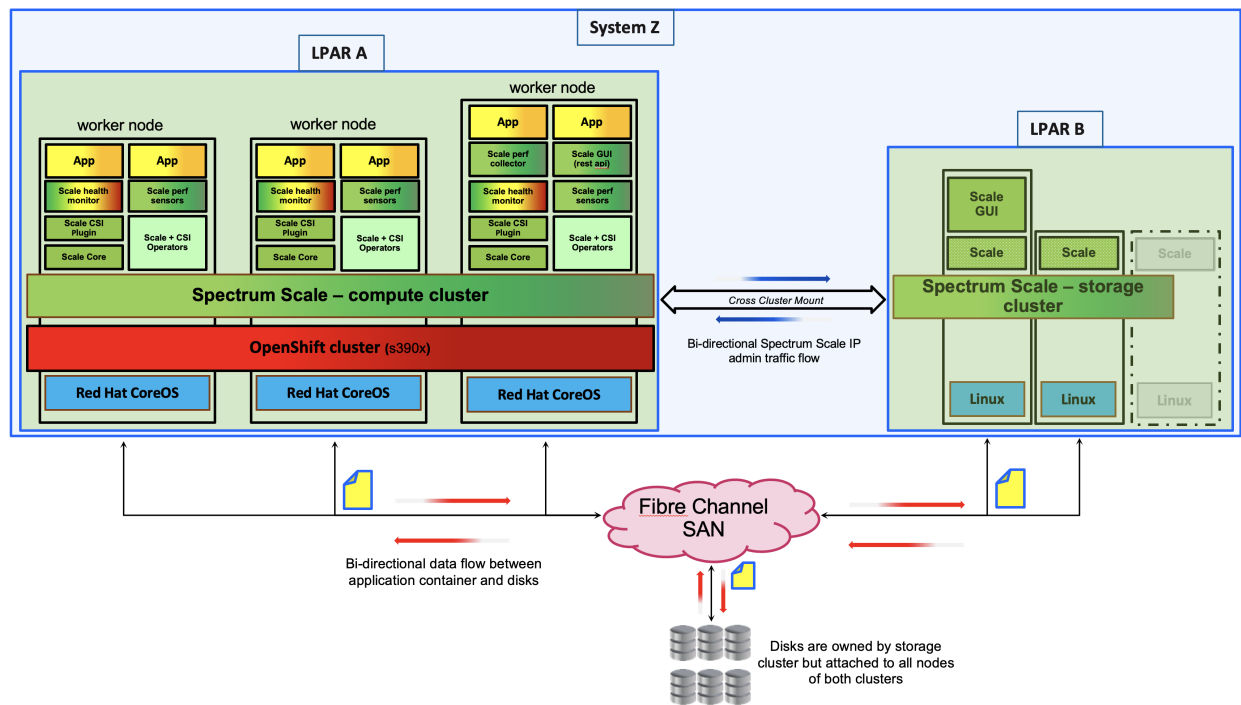 System Z
LPAR A
LPAR B
worker node
App
App
Scale health
monitor
Scale perf
sensors
Scale CSI
Plugin
Scale + CSI
Operators
Scale Core
worker node
App
App
Scale health
monitor
Scale perf
sensors
Scale CSI
Plugin
Scale + CSI
Operators
Scale Core
worker node
App
App
Scale perf
collector
Scale GUI
(rest api)
Scale health
monitor
Scale perf
sensors
Scale CSI
Plugin
Scale + CSI
Operators
Scale Core
Spectrum Scale – compute cluster
OpenShift cluster (s390x)
Red Hat CoreOS
Red Hat CoreOS
Red Hat CoreOS
Cross Cluster Mount
Bi-directional Spectrum Scale IP
admin traffic flow
Scale
GUI
Scale
Scale
Scale
Spectrum Scale – storage
cluster
Linux
Linux
Linux
Fibre Channel
SAN
Bi-directional data flow between
application container and disks
Disks are owned by storage
cluster but attached to all nodes
of both clusters